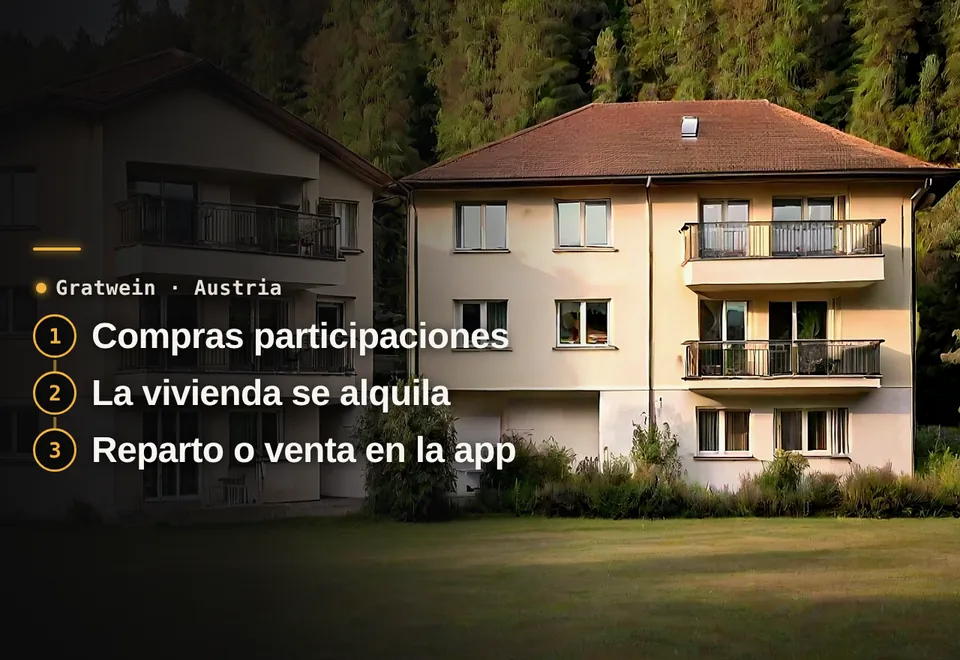 Gratwein · Austria
1 Compras participaciones
2 La vivienda se alquila
3 Reparto o venta en la app